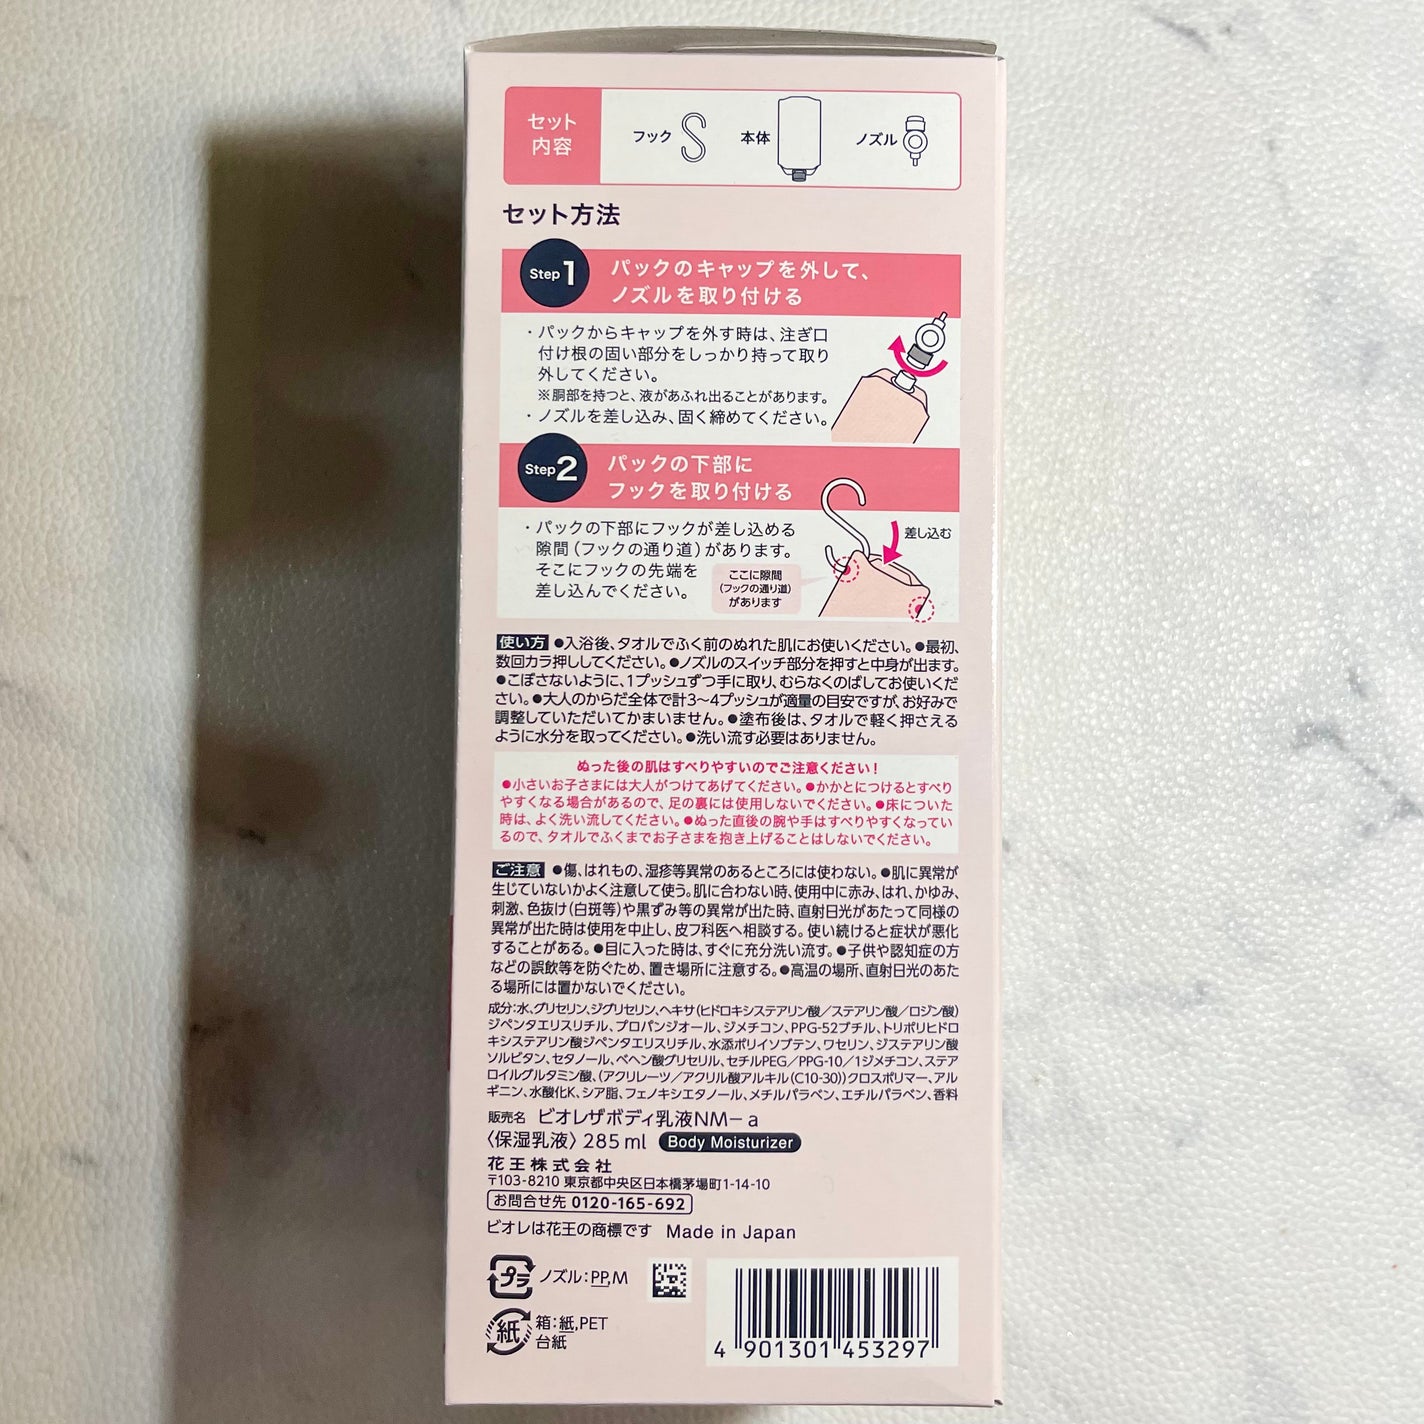 セット
内容
フック
本体
ノズル
セット方法
Step1
パックのキャップを外して、
ノズルを取り付ける
・パックからキャップを外す時は、注ぎ口
付け根の固い部分をしっかり持って取り
外してください。
※胴部を持つと、液があふれ出ることがあります。
・ノズルを差し込み、固く締めてください。
Step2
パックの下部に
フックを取り付ける
・パックの下部にフックが差し込める
隙間(フックの通り道)があります。
そこにフックの先端を
差し込んでください。
差し込む
ここに隙間
(フックの通り道)
があります
使い方 ●入浴後、タオルでふく前のぬれた肌にお使いください。●最初、
数回カラ押ししてください。●ノズルのスイッチ部分を押すと中身が出ます。
●こぼさないように、1プッシュずつ手に取り、むらなくのばしてお使いくだ
さい。●大人のからだ全体で計3〜4プッシュが適量の目安ですが、お好みで
調整していただいてかまいません。●塗布後は、タオルで軽く押さえる
ように水分を取ってください。●洗い流す必要はありません。
ぬった後の肌はすべりやすいのでご注意ください!
●小さいお子さまには大人がつけてあげてください。●かかとにつけるとすべり
やすくなる場合があるので、足の裏には使用しないでください。●床についた
時は、よく洗い流してください。●ぬった直後の腕や手はすべりやすくなってい
るので、タオルでふくまでお子さまを抱き上げることはしないでください。
ご注意 ●傷、はれもの、湿疹等異常のあるところには使わない。●肌に異常が
生じていないかよく注意して使う。肌に合わない時、使用中に赤み、はれ、かゆみ、
刺激、色抜け(白斑等)や黒ずみ等の異常が出た時、直射日光があたって同様の
異常が出た時は使用を中止し、皮フ科医へ相談する。使い続けると症状が悪化
することがある。●目に入った時は、すぐに充分洗い流す。●子供や認知症の方
などの誤飲等を防ぐため、置き場所に注意する。●高温の場所、直射日光のあた
る場所には置かないでください。
成分:水、グリセリン、ジグリセリン、ヘキサ(ヒドロキシステアリン酸/ステアリン酸/ロジン酸)
ジペンタエリスリチル、プロパンジオール、ジメチコン、PPG-52ブチル、トリポリヒドロ
キシステアリン酸ジペンタエリスリチル、水添ポリイソブテン、ワセリン、ジステアリン酸
ソルビタン、セタノール、ベヘン酸グリセリル、セチルPEG/PPG-10/1ジメチコン、ステア
ロイルグルタミン酸、(アクリレーツ/アクリル酸アルキル(C10-30))クロスポリマー、アル
ギニン、水酸化K、シア脂、フェノキシエタノール、メチルパラベン、エチルパラベン、香料
販売名 ビオレザボディ乳液NM−a
〈保湿乳液〉285ml Body Moisturizer
花王株式会社
〒103-8210 東京都中央区日本橋茅場町1-14-10
お問合せ先 0120-165-692
ビオレは花王の商標です Made in Japan
プラ ノズル:PP,M
紙 箱:紙,PET
台紙
4 901301 453297